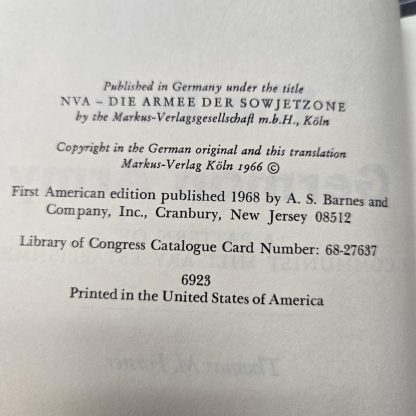 Published in Germany under the title
NVA – DIE ARMEE DER SOWJETZONE
by the Markus-Verlagsgesellschaft m.b.H., Köln
Copyright in the German original and this translation
Markus-Verlag Köln 1966 ©
First American edition published 1968 by A. S. Barnes and
Company, Inc., Cranbury, New Jersey 08512
Library of Congress Catalogue Card Number: 68-27637
6923
Printed in the United States of America